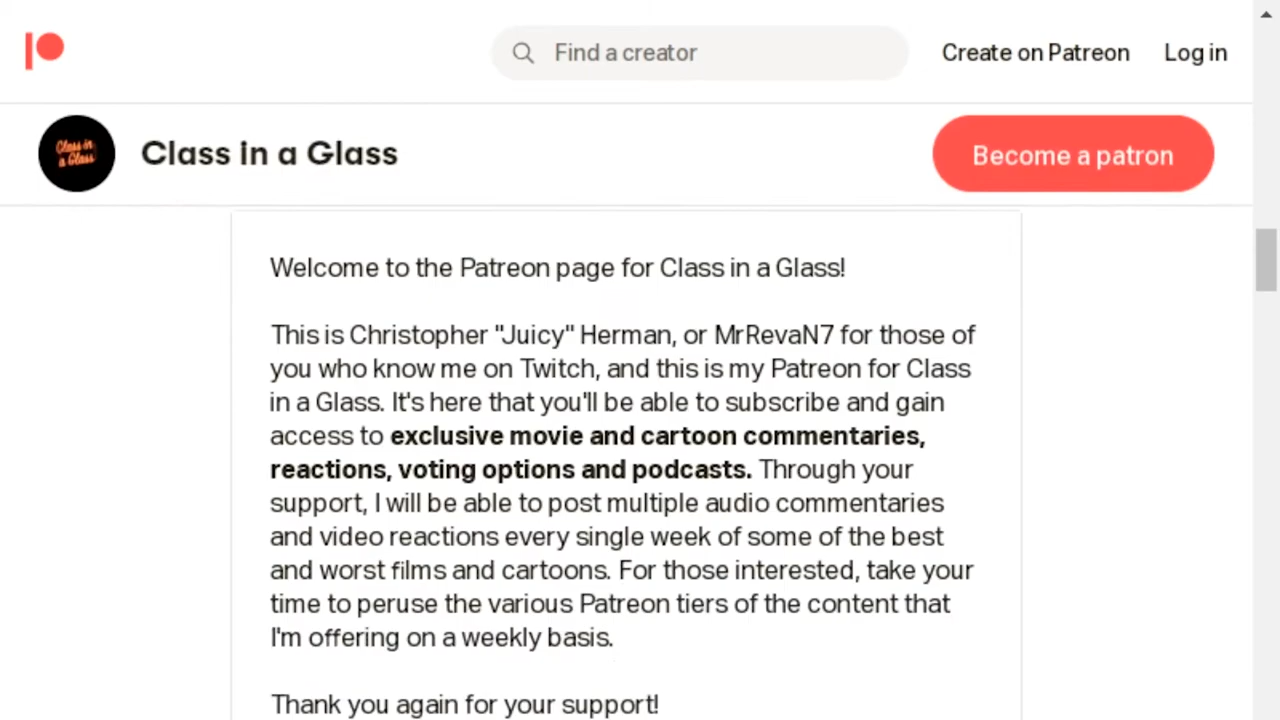 Find a creator
Create on Patreon
Log in
Class in
a Glass
Class in a Glass
Become a patron
Welcome to the Patreon page for Class in a Glass!
This is Christopher "Juicy" Herman, or MrRevaN7 for those of
you who know me on Twitch, and this is my Patreon for Class
in a Glass. It's here that you'll be able to subscribe and gain
access to exclusive movie and cartoon commentaries,
reactions, voting options and podcasts. Through your
support, I will be able to post multiple audio commentaries
and video reactions every single week of some of the best
and worst films and cartoons. For those interested, take your
time to peruse the various Patreon tiers of the content that
I'm offering on a weekly basis.
Thank you again for your support!